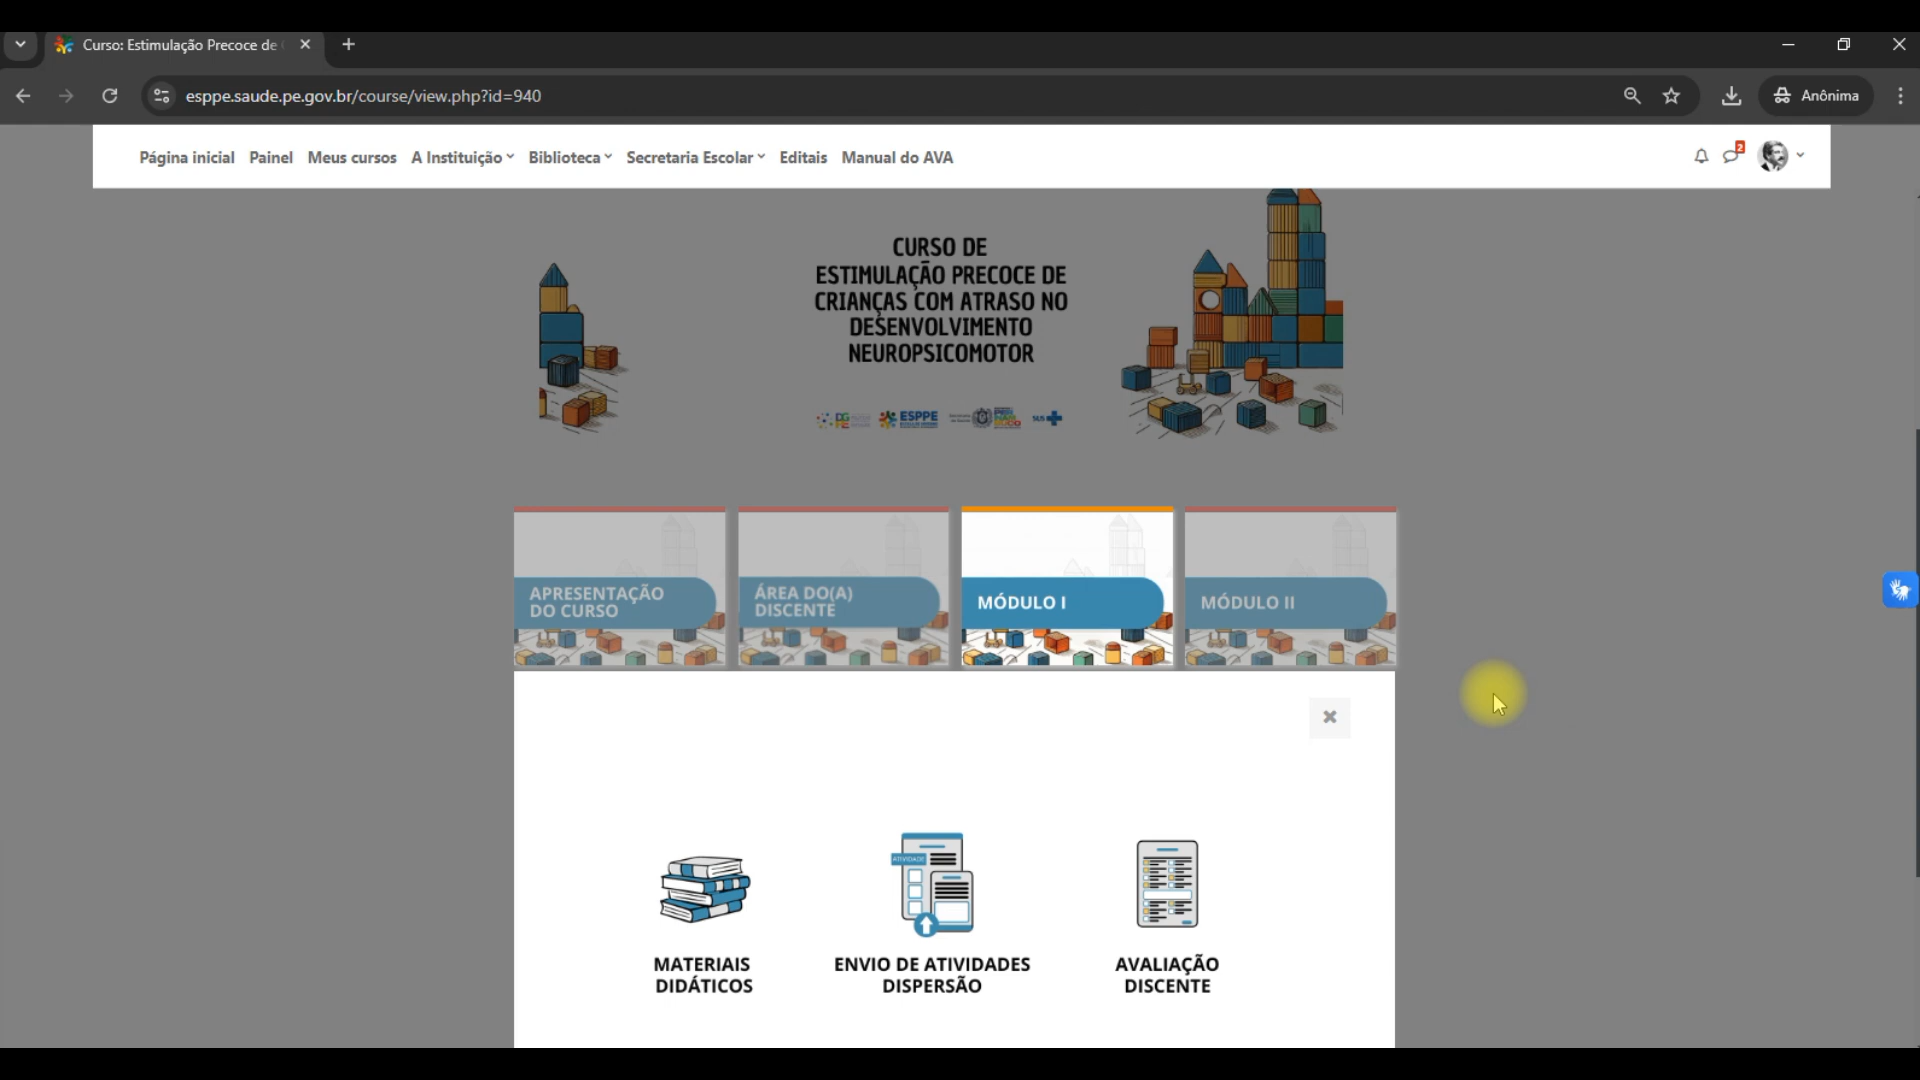 Curso: Estimulação Precoce de
esppe.saude.pe.gov.br/course/view.php?id=940
Anônima
Página inicial Painel Meus cursos A Instituição Biblioteca Secretaria Escolar Editais Manual do AVA
2
CURSO DE
ESTIMULAÇÃO PRECOCE DE
CRIANÇAS COM ATRASO NO
DESENVOLVIMENTO
NEUROPSICOMOTOR
ESPPE
SUS
APRESENTAÇÃO
DO CURSO
ÁREA DO(A)
DISCENTE
MÓDULO I
MÓDULO II
ATIVIDADE
MATERIAIS
DIDÁTICOS
ENVIO DE ATIVIDADES
DISPERSÃO
AVALIAÇÃO
DISCENTE